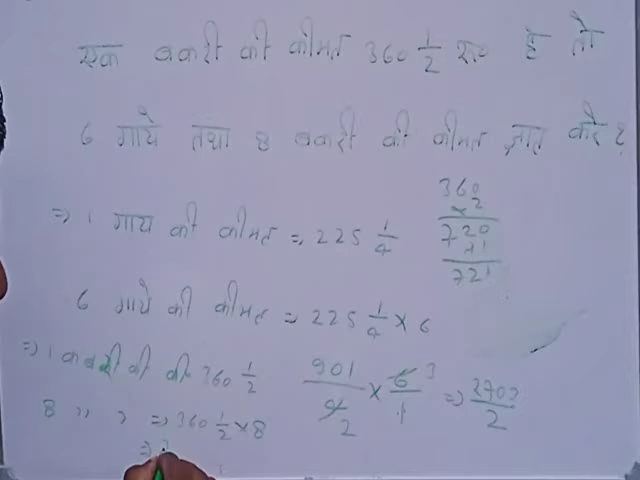 एक बकरी की कीमत 360 1/2 रु० है तो
6 गाये तथा 8 बकरी की कीमत ज्ञात करे ?
360
×2
720
+1
721
⇒ 1 गाय की कीमत = 225 1/4
6 गाये की कीमत = 225 1/4 × 6
901/4 2 × 6/1 3 ⇒ 2703/2
⇒ 1 बकरी की की 360 1/2
8 ,, , ⇒ 360 1/2 × 8
⇒